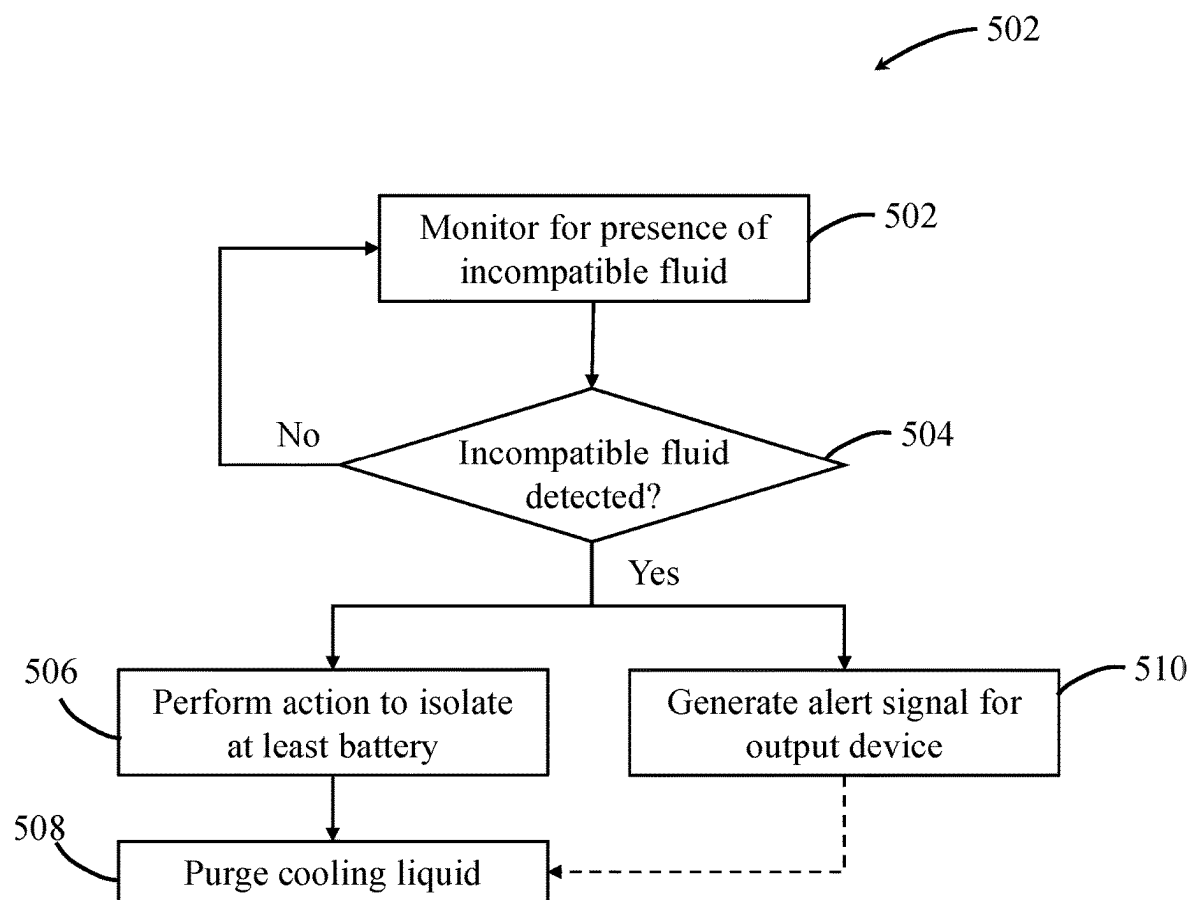 502
Monitor for presence of
incompatible fluid
502
No
Incompatible fluid
detected?
504
Yes
506
Perform action to isolate
at least battery
Generate alert signal for
output device
510
508
Purge cooling liquid